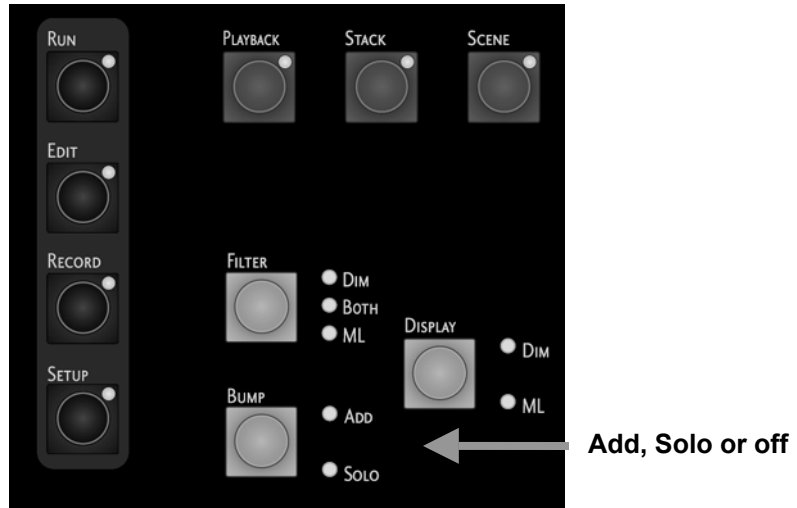 RUN
PLAYBACK
STACK
SCENE
EDIT
RECORD
FILTER
DIM
BOTH
ML
DISPLAY
DIM
ML
SETUP
BUMP
ADD
SOLO
Add, Solo or off